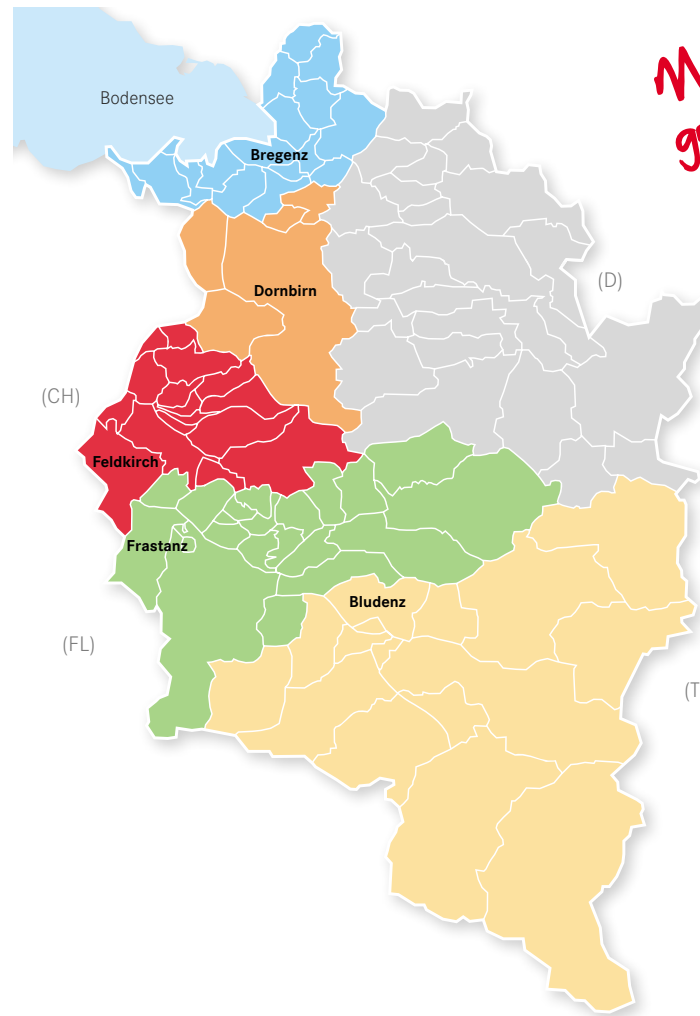 Bodensee
Bregenz
(D)
Dornbirn
(CH)
Feldkirch
Frastanz
Bludenz
(FL)